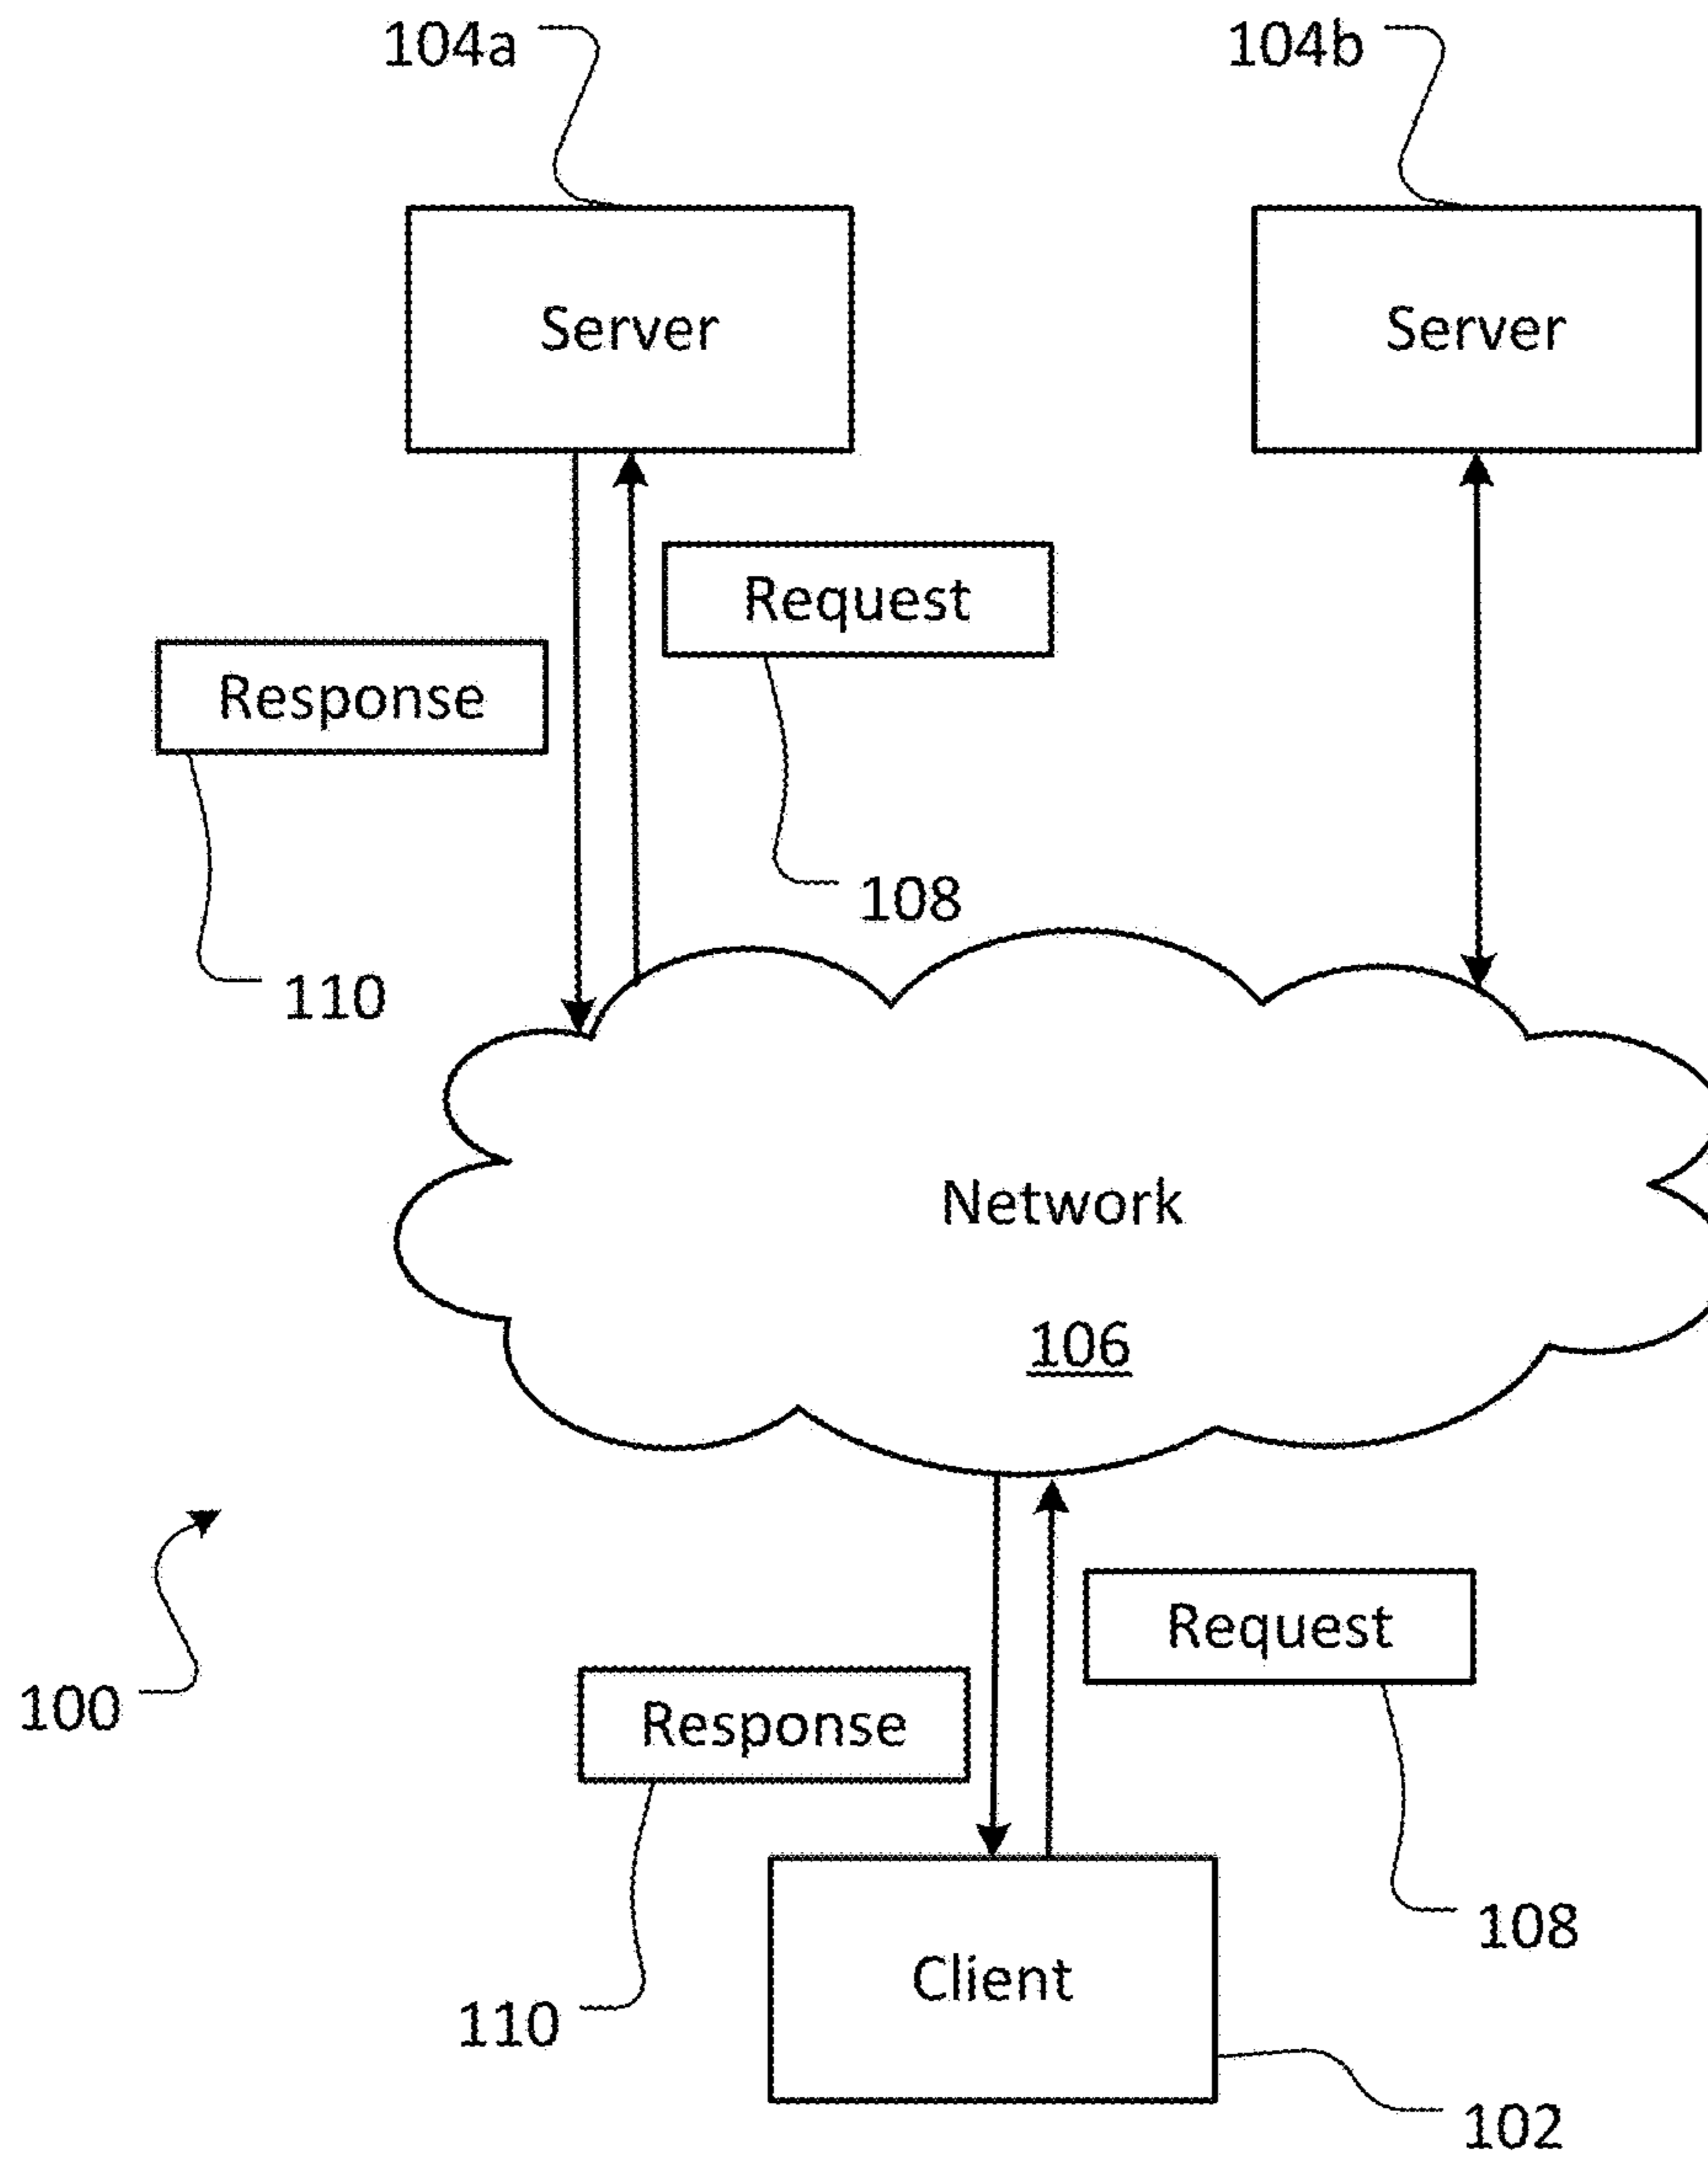 104a
104b
Server
Server
Request
Response
108
110
Network
106
Request
Response
100
108
Client
110
102